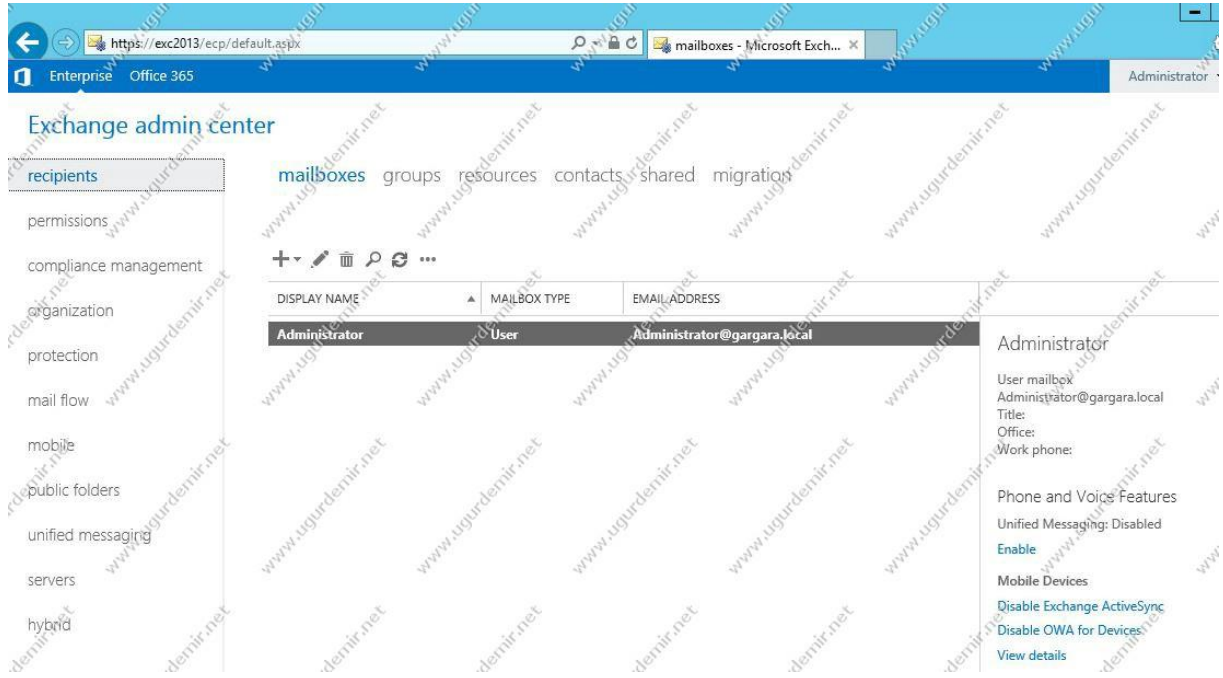 https://exc2013/ecp/default.aspx
mailboxes - Microsoft Exch...
Enterprise Office 365
Administrator
Exchange admin center
recipients
permissions
compliance management
organization
protection
mail flow
mobile
public folders
unified messaging
servers
hybrid
mailboxes groups resources contacts shared migration
DISPLAY NAME MAILBOX TYPE EMAIL ADDRESS
Administrator User Administrator@gargara.local
Administrator
User mailbox
Administrator@gargara.local
Title:
Office:
Work phone:
Phone and Voice Features
Unified Messaging: Disabled
Enable
Mobile Devices
Disable Exchange ActiveSync
Disable OWA for Devices
View details
www.ugurdemir.net